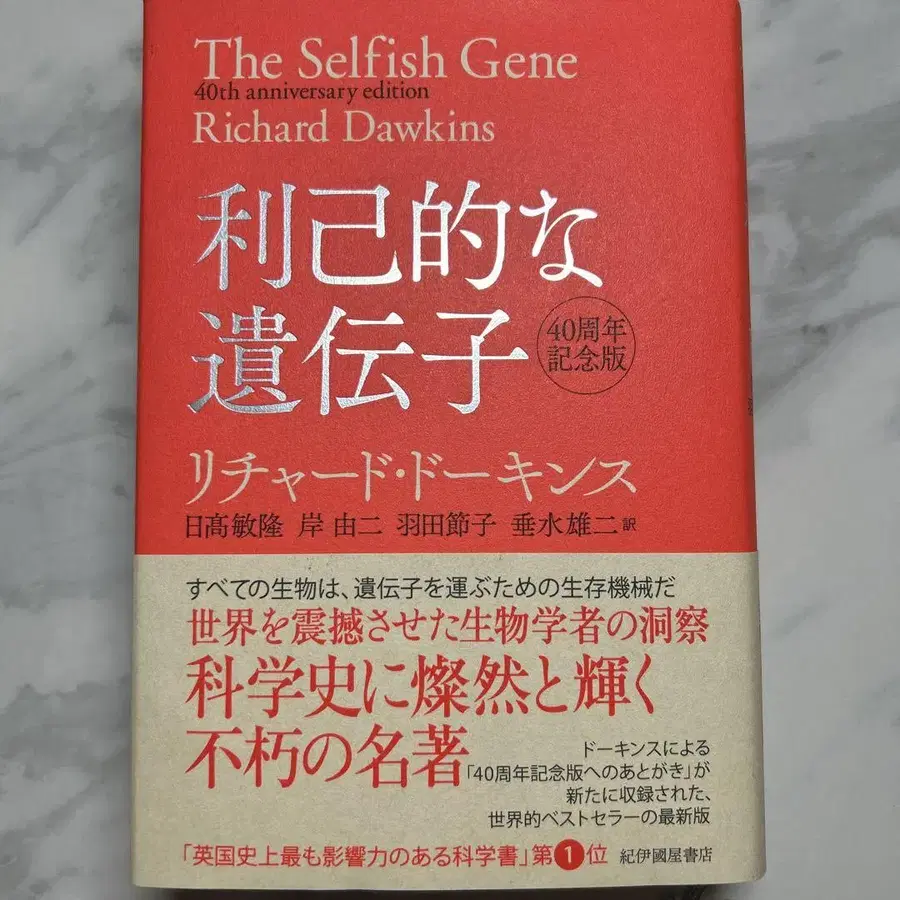 The Selfish Gene
40th anniversary edition
Richard Dawkins
利己的な
遺伝子
40周年
記念版
リチャード・ドーキンス
日髙敏隆 岸 由二 羽田節子 垂水雄二 訳
すべての生物は、遺伝子を運ぶための生存機械だ
世界を震撼させた生物学者の洞察
科学史に燦然と輝く
不朽の名著
ドーキンスによる
「40周年記念版へのあとがき」が
新たに収録された、
世界的ベストセラーの最新版
「英国史上最も影響力のある科学書」第1位 紀伊國屋書店